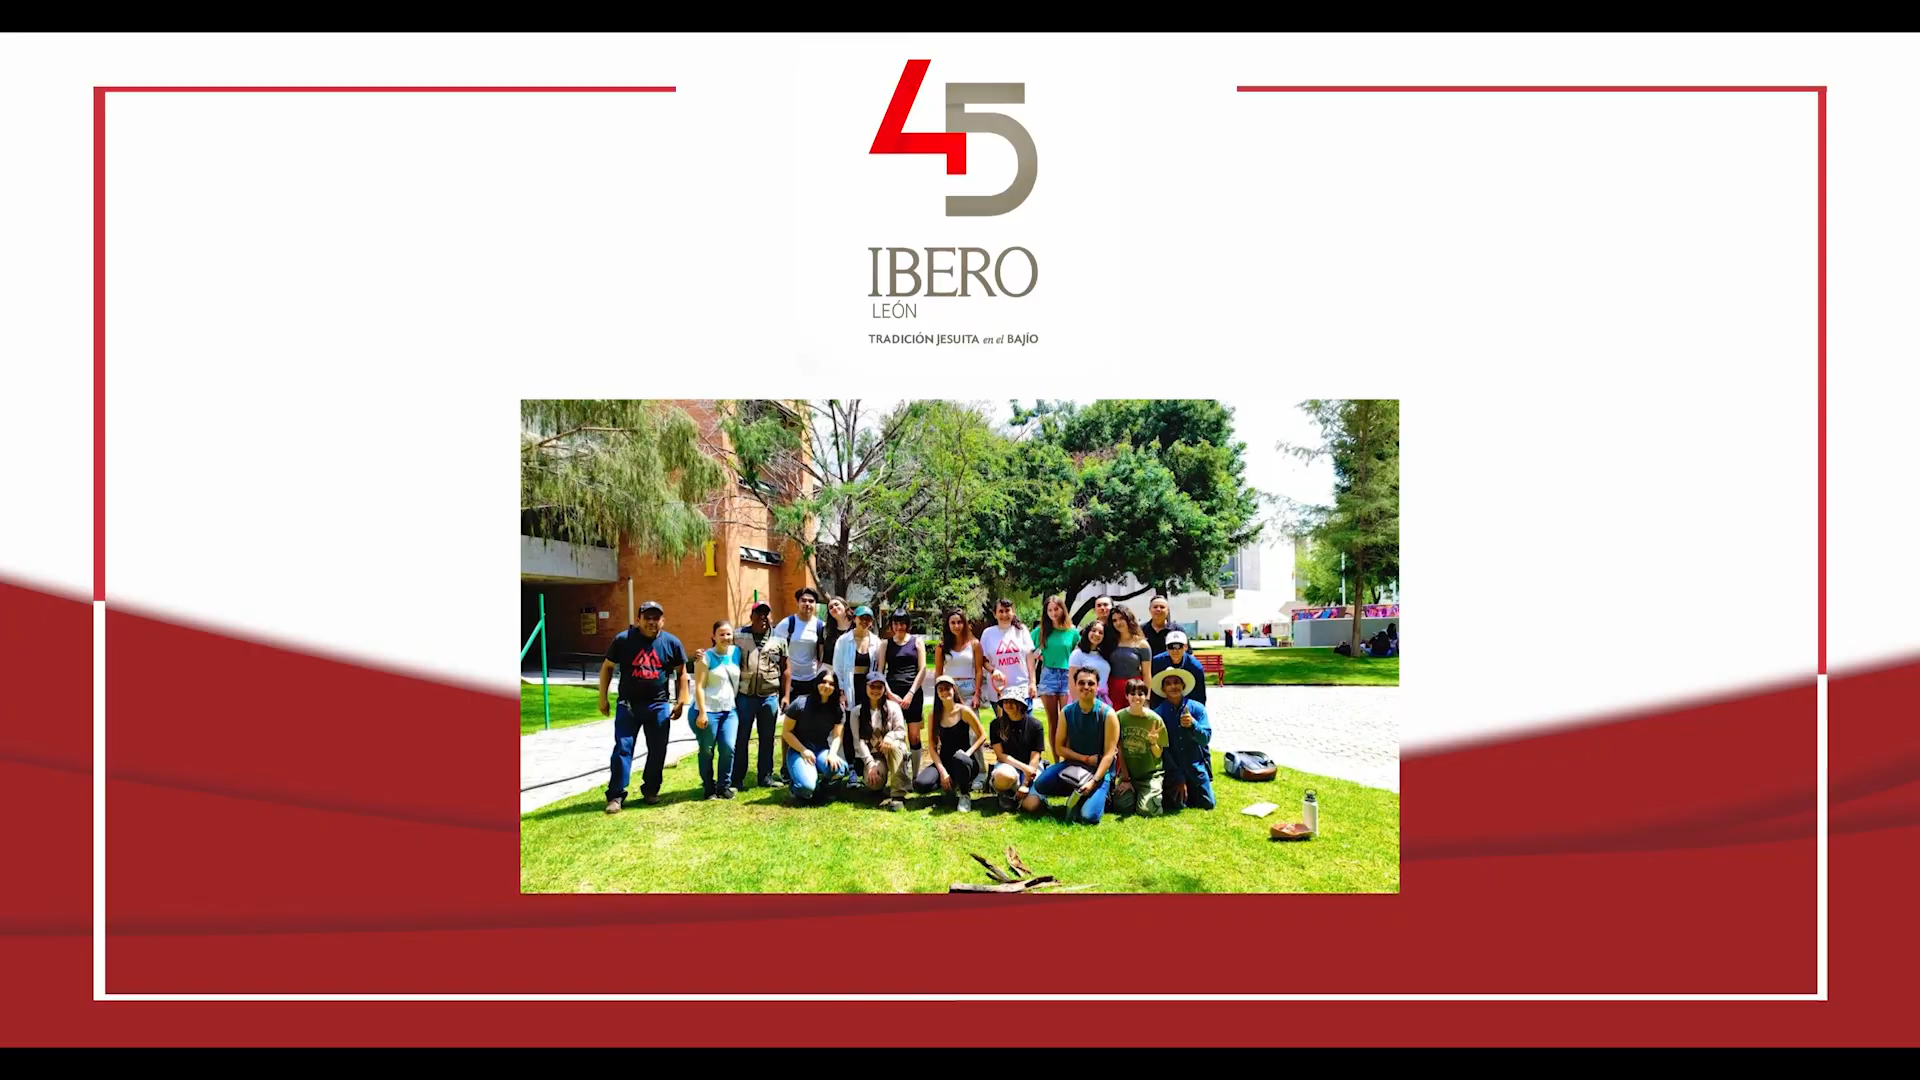 45
IBERO
LEÓN
TRADICIÓN JESUITA en el BAJÍO
I
MIDA
MIDA